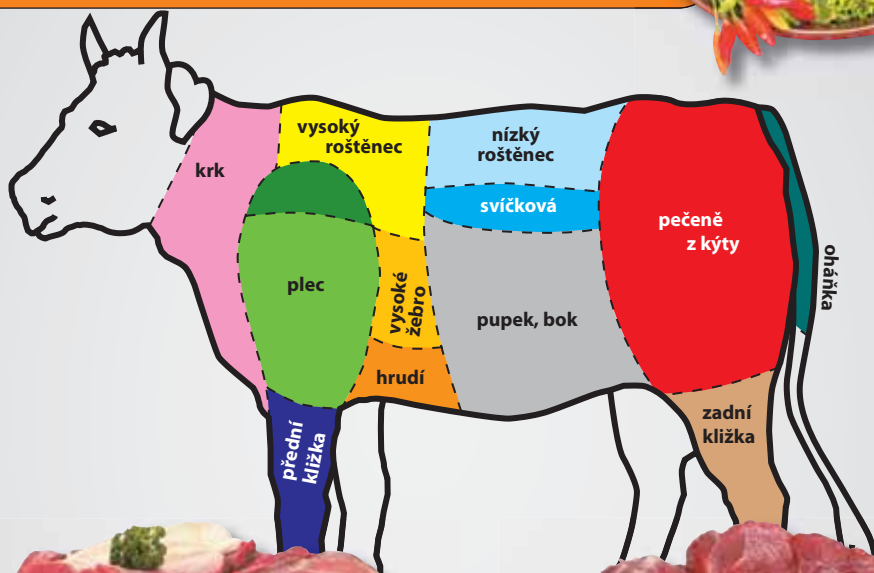 vysoký
roštěnec
nízký
roštěnec
krk
svíčková
pečeně
z kýty
plec
vysoké
žebro
pupek, bok
oháňka
hrudí
přední
kližka
zadní
kližka